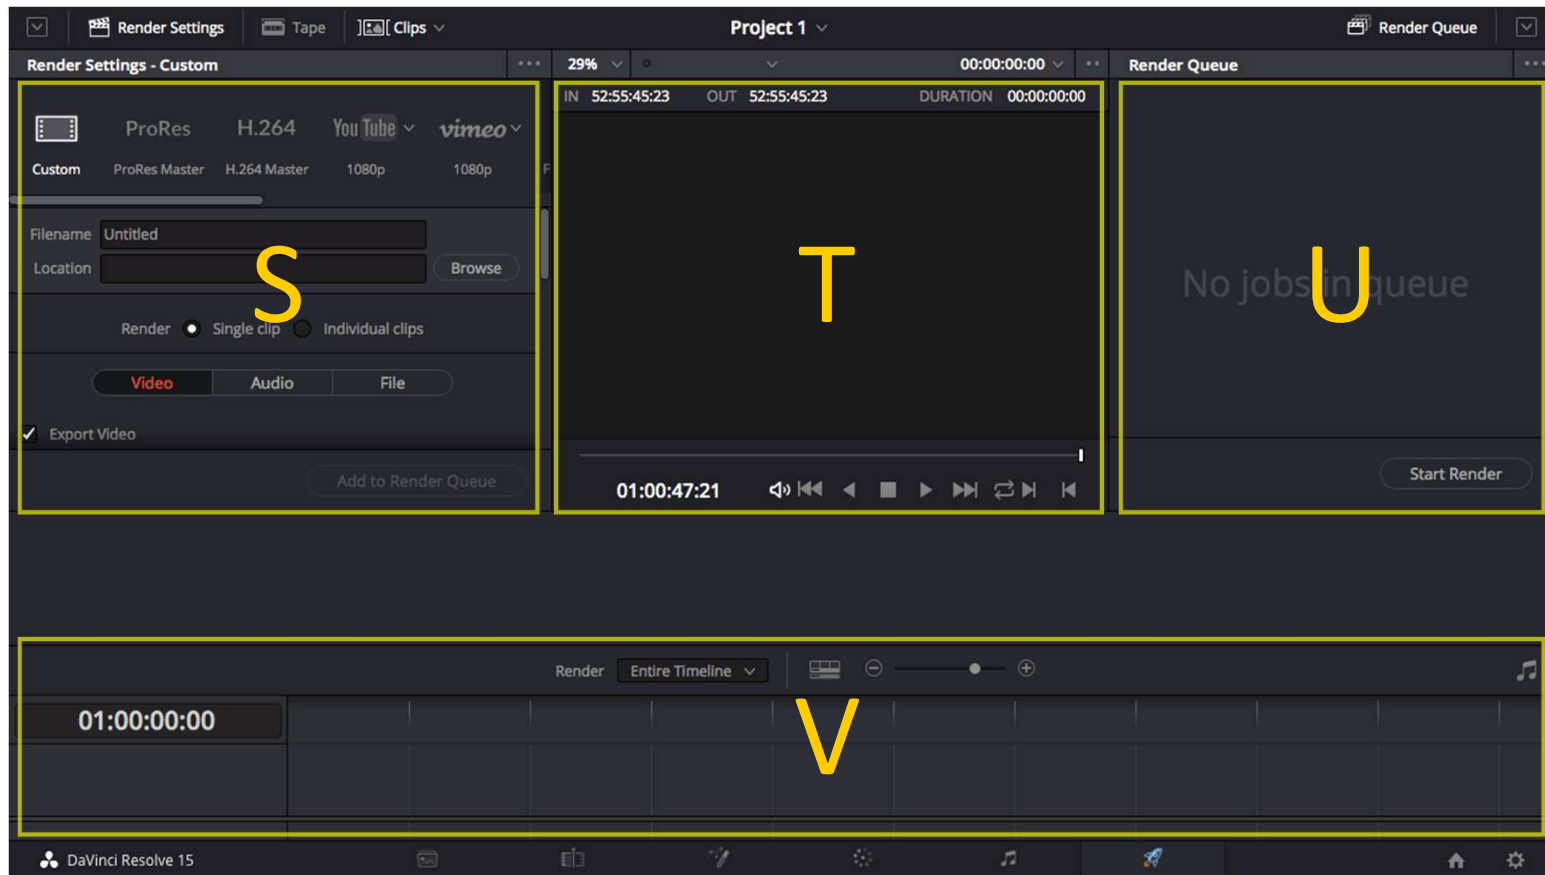 Render Settings Tape Clips Project 1 Render Queue
Render Settings - Custom 29% 00:00:00:00 Render Queue
IN 52:55:45:23 OUT 52:55:45:23 DURATION 00:00:00:00
ProRes H.264 YouTube vimeo
Custom ProRes Master H.264 Master 1080p 1080p F
Filename Untitled
Location Browse
S T U
No jobs in queue
Render Single clip Individual clips
Video Audio File
Export Video
Add to Render Queue
01:00:47:21
Start Render
Render Entire Timeline
01:00:00:00
V
DaVinci Resolve 15